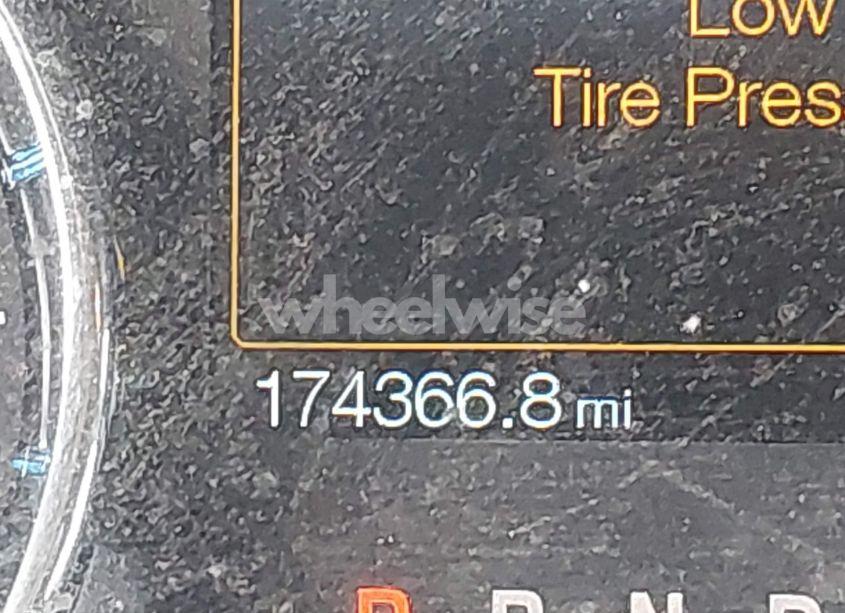 Low
Tire Pres
wheelwise
174366.8 mi
P R N D